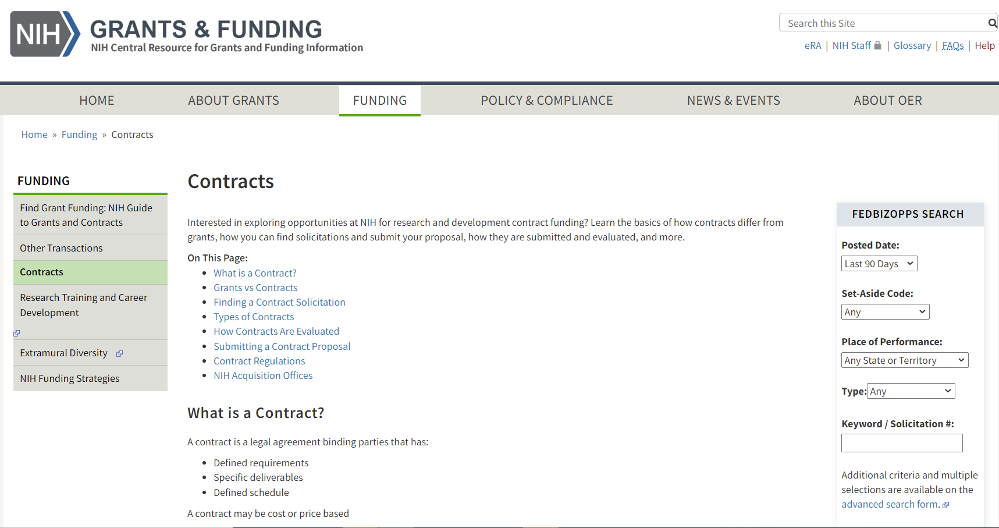 NIH
GRANTS & FUNDING
NIH Central Resource for Grants and Funding Information
Search this Site
eRA | NIH Staff | Glossary | FAQs | Help
HOME
ABOUT GRANTS
FUNDING
POLICY & COMPLIANCE
NEWS & EVENTS
ABOUT OER
Home » Funding » Contracts
FUNDING
Find Grant Funding: NIH Guide
to Grants and Contracts
Other Transactions
Contracts
Research Training and Career
Development
Extramural Diversity
NIH Funding Strategies
Contracts
Interested in exploring opportunities at NIH for research and development contract funding? Learn the basics of how contracts differ from
grants, how you can find solicitations and submit your proposal, how they are submitted and evaluated, and more.
On This Page:
• What is a Contract?
• Grants vs Contracts
• Finding a Contract Solicitation
• Types of Contracts
• How Contracts Are Evaluated
• Submitting a Contract Proposal
• Contract Regulations
• NIH Acquisition Offices
What is a Contract?
A contract is a legal agreement binding parties that has:
• Defined requirements
• Specific deliverables
• Defined schedule
A contract may be cost or price based
FEDBIZOPPS SEARCH
Posted Date:
Last 90 Days
Set-Aside Code:
Any
Place of Performance:
Any State or Territory
Type: Any
Keyword / Solicitation #:
Additional criteria and multiple
selections are available on the
advanced search form.